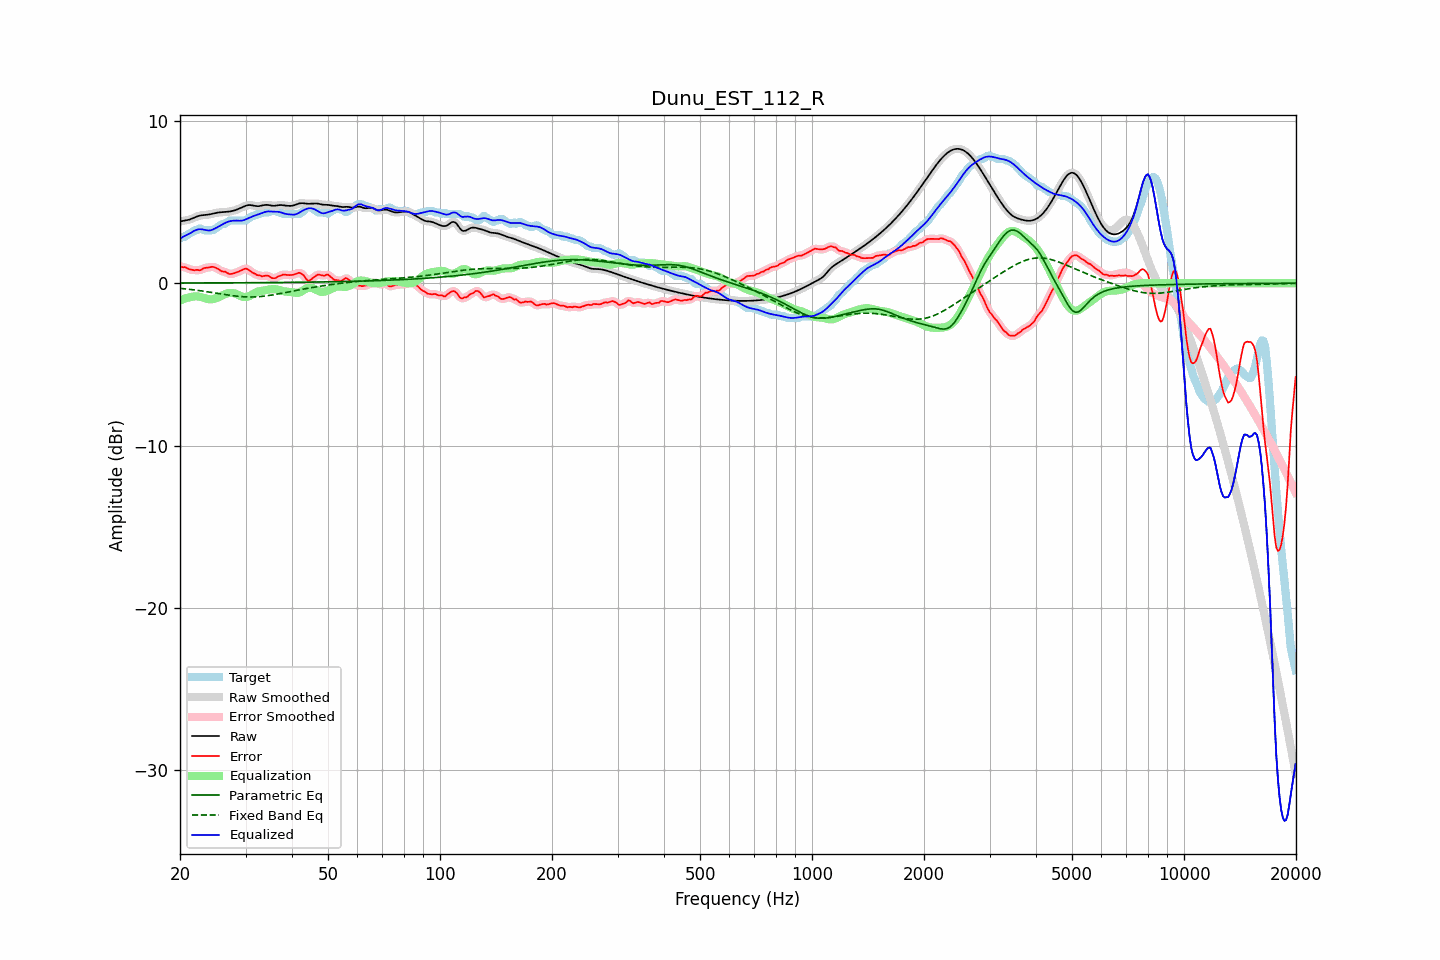 Dunu_EST_112_R
10
0
−10
−20
−30
Amplitude (dBr)
Target
Raw Smoothed
Error Smoothed
Raw
Error
Equalization
Parametric Eq
Fixed Band Eq
Equalized
20 50 100 200 500 1000 2000 5000 10000 20000
Frequency (Hz)